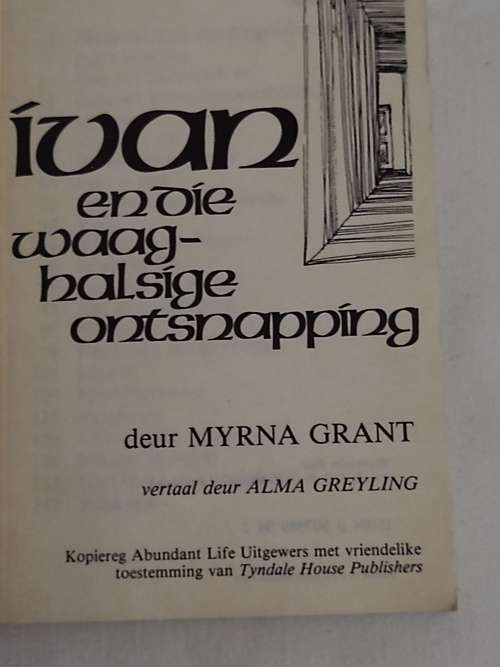 ivan
en die
waag-
halsige
ontsnapping
deur MYRNA GRANT
vertaal deur ALMA GREYLING
Kopiereg Abundant Life Uitgewers met vriendelike
toestemming van Tyndale House Publishers